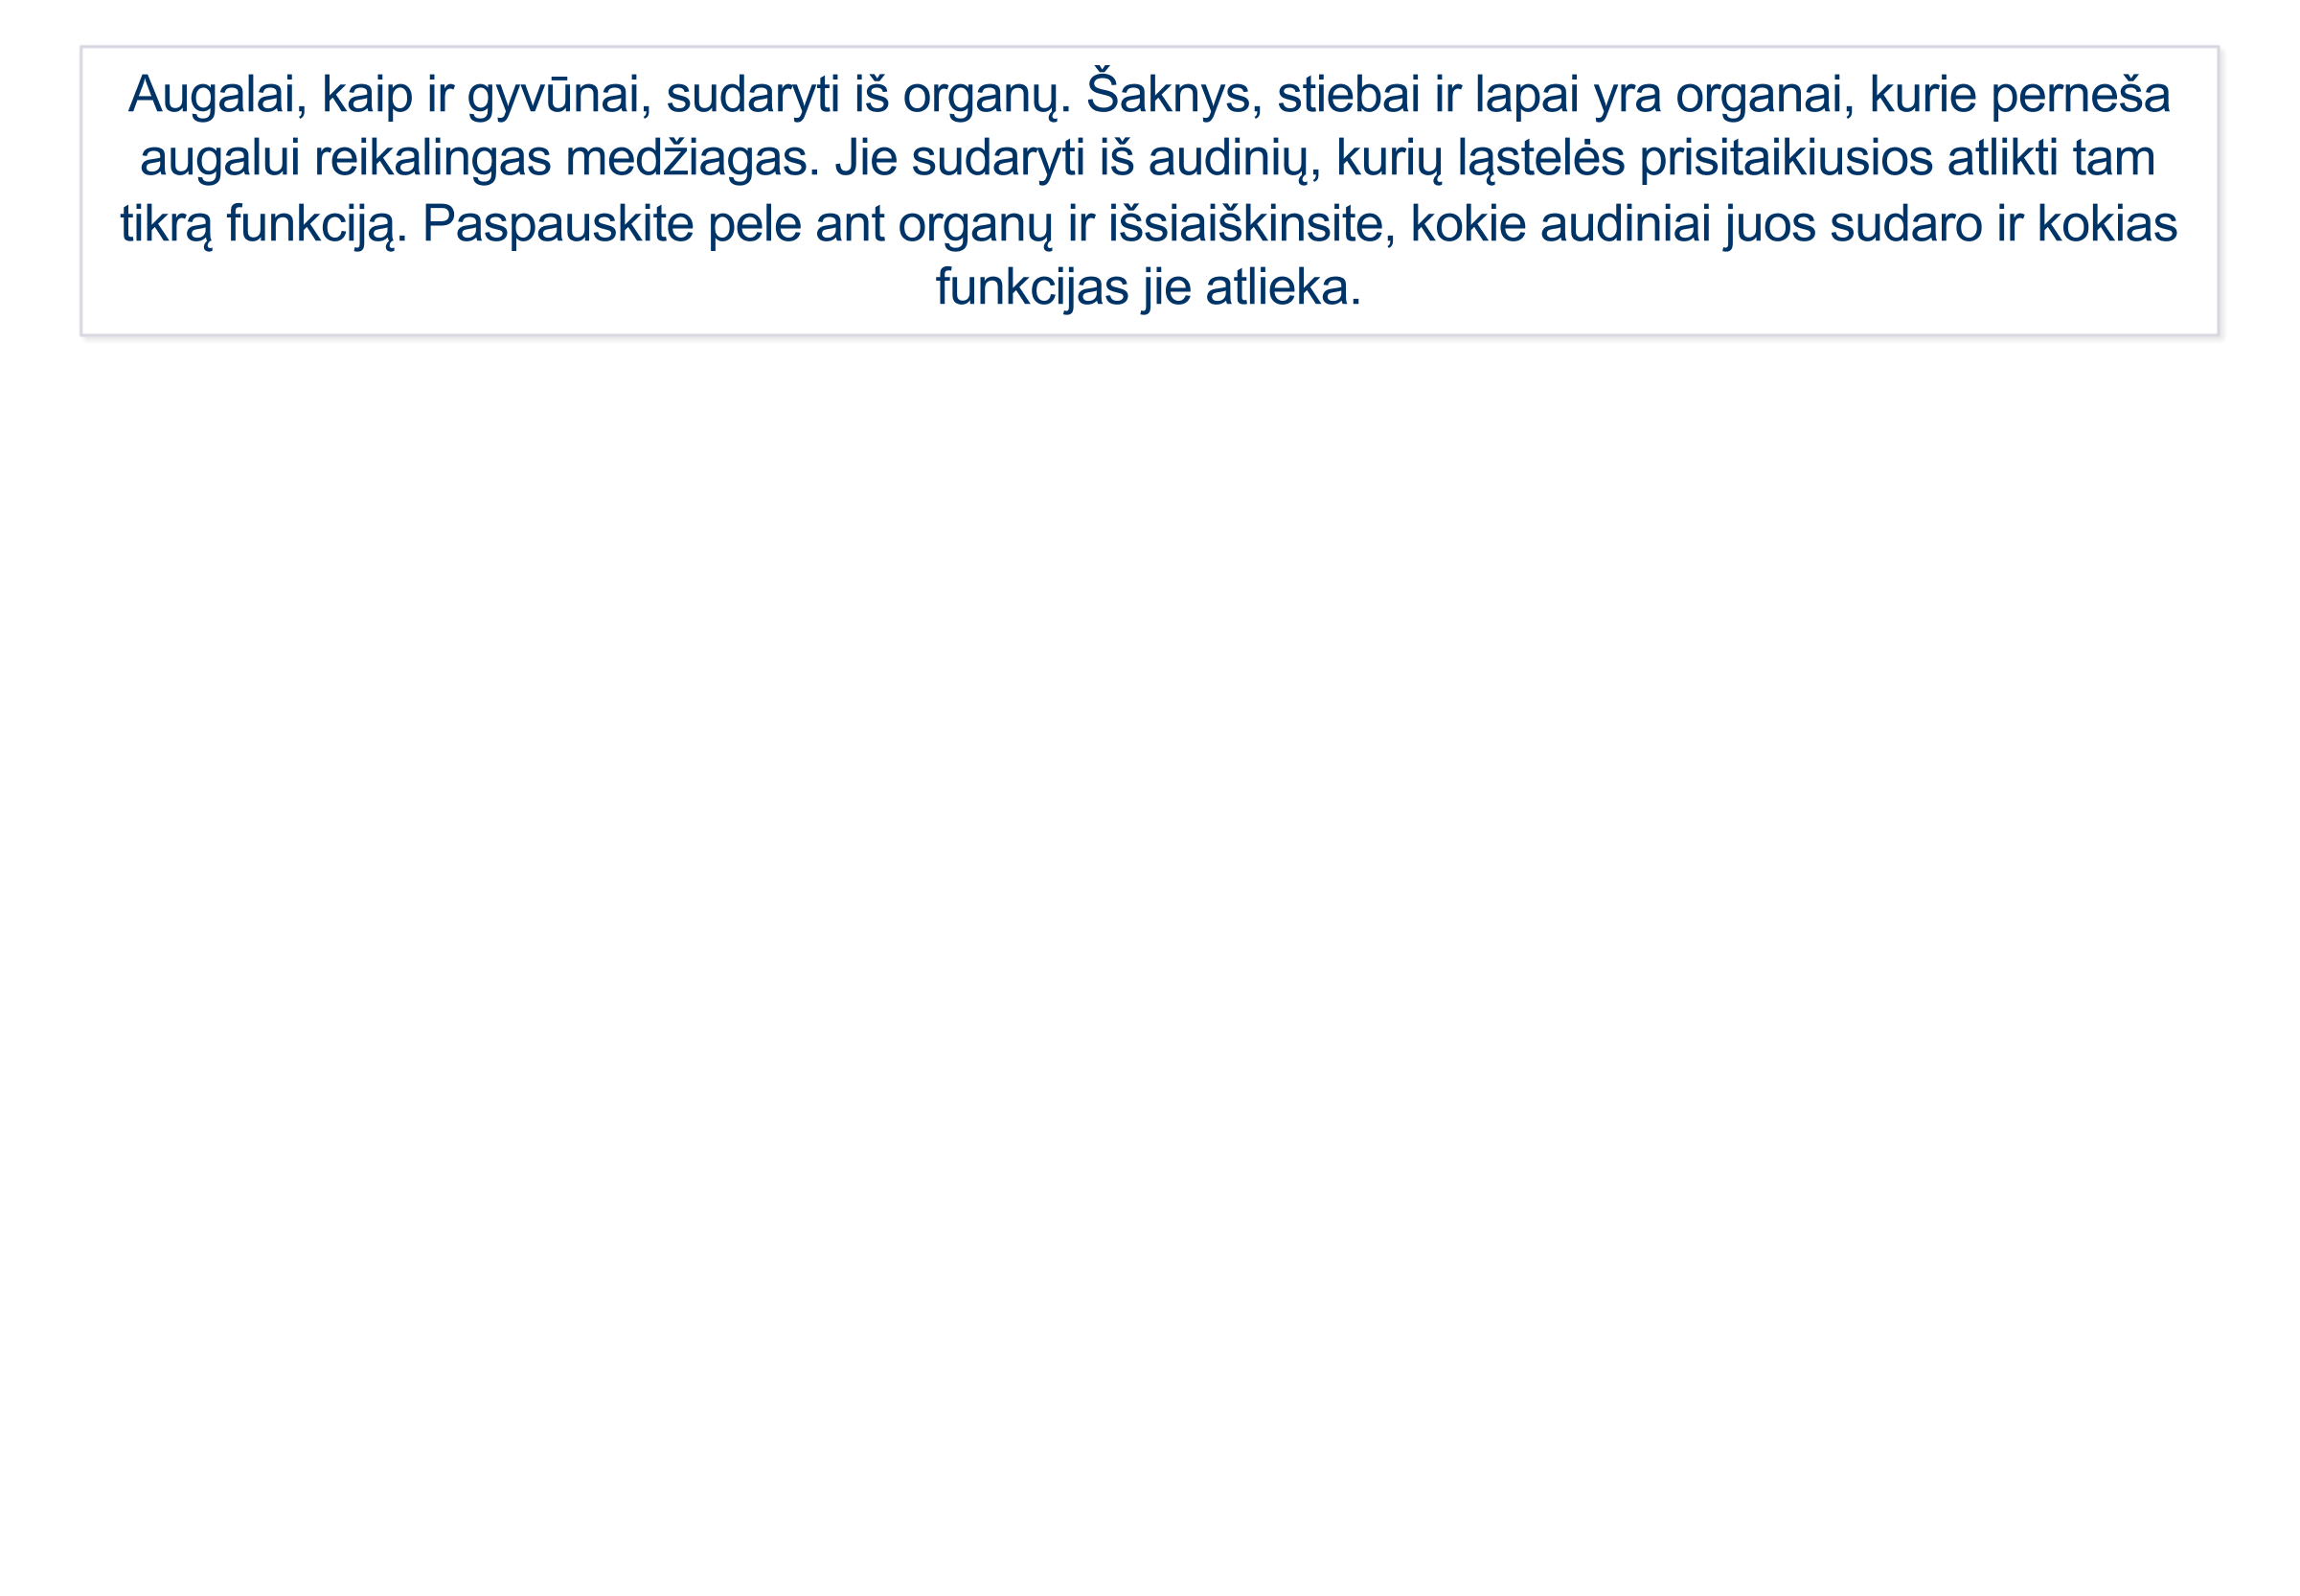 Augalai, kaip ir gyvūnai, sudaryti iš organų. Šaknys, stiebai ir lapai yra organai, kurie perneša
augalui reikalingas medžiagas. Jie sudaryti iš audinių, kurių ląstelės prisitaikiusios atlikti tam
tikrą funkciją. Paspauskite pele ant organų ir išsiaiškinsite, kokie audiniai juos sudaro ir kokias
funkcijas jie atlieka.